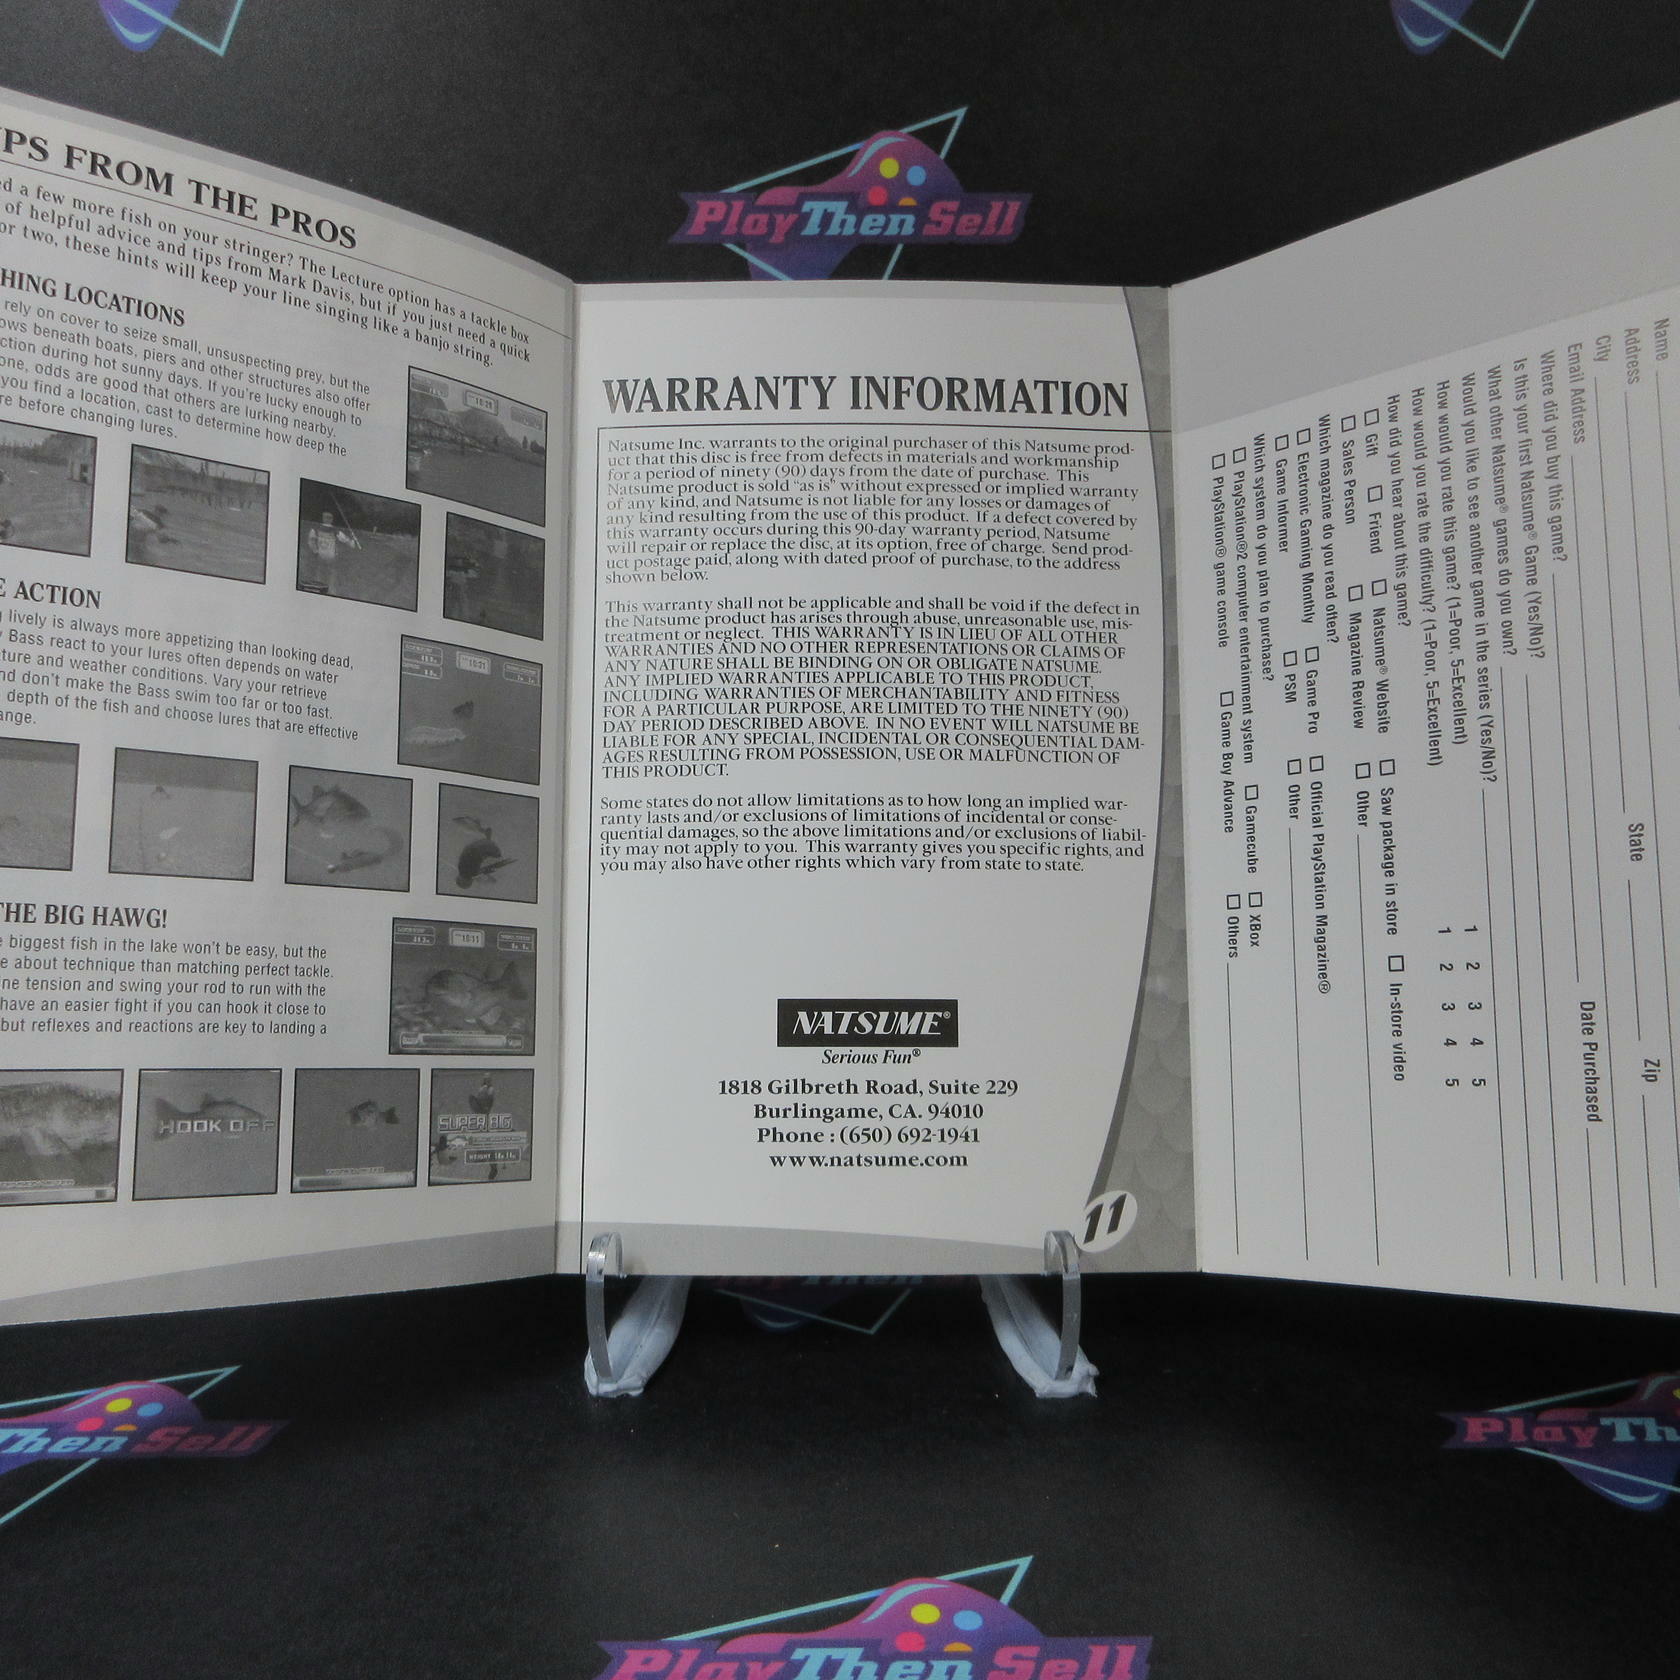 Play Then Sell
PS FROM THE PROS
d a few more fish on your stringer? The Lecture option has a tackle box
of helpful advice and tips from Mark Davis, but if you just need a quick
or two, these hints will keep your line singing like a banjo string.
HING LOCATIONS
rely on cover to seize small, unsuspecting prey, but the
ows beneath boats, piers and other structures also offer
ction during hot sunny days. If you're lucky enough to
one, odds are good that others are lurking nearby.
you find a location, cast to determine how deep the
re before changing lures.
E ACTION
lively is always more appetizing than looking dead,
Bass react to your lures often depends on water
ture and weather conditions. Vary your retrieve
nd don't make the Bass swim too far or too fast.
depth of the fish and choose lures that are effective
ange.
THE BIG HAWG!
e biggest fish in the lake won't be easy, but the
e about technique than matching perfect tackle.
ne tension and swing your rod to run with the
have an easier fight if you can hook it close to
but reflexes and reactions are key to landing a
HOOK OFF
SUPER BIG
WEIGHT
WARRANTY INFORMATION
Natsume Inc. warrants to the original purchaser of this Natsume prod-
uct that this disc is free from defects in materials and workmanship
for a period of ninety (90) days from the date of purchase. This
Natsume product is sold "as is" without expressed or implied warranty
of any kind, and Natsume is not liable for any losses or damages of
any kind resulting from the use of this product. If a defect covered by
this warranty occurs during this 90-day warranty period, Natsume
will repair or replace the disc, at its option, free of charge. Send prod-
uct postage paid, along with dated proof of purchase, to the address
shown below.
This warranty shall not be applicable and shall be void if the defect in
the Natsume product has arises through abuse, unreasonable use, mis-
treatment or neglect. THIS WARRANTY IS IN LIEU OF ALL OTHER
WARRANTIES AND NO OTHER REPRESENTATIONS OR CLAIMS OF
ANY NATURE SHALL BE BINDING ON OR OBLIGATE NATSUME.
ANY IMPLIED WARRANTIES APPLICABLE TO THIS PRODUCT,
INCLUDING WARRANTIES OF MERCHANTABILITY AND FITNESS
FOR A PARTICULAR PURPOSE, ARE LIMITED TO THE NINETY (90)
DAY PERIOD DESCRIBED ABOVE. IN NO EVENT WILL NATSUME BE
LIABLE FOR ANY SPECIAL, INCIDENTAL OR CONSEQUENTIAL DAM-
AGES RESULTING FROM POSSESSION, USE OR MALFUNCTION OF
THIS PRODUCT.
Some states do not allow limitations as to how long an implied war-
ranty lasts and/or exclusions of limitations of incidental or conse-
quential damages, so the above limitations and/or exclusions of liabil-
ity may not apply to you. This warranty gives you specific rights, and
you may also have other rights which vary from state to state.
NATSUME®
Serious Fun®
1818 Gilbreth Road, Suite 229
Burlingame, CA. 94010
Phone : (650) 692-1941
www.natsume.com
11
Name
Address
City State Zip
Email Address
Where did you buy this game? Date Purchased
Is this your first Natsume® Game (Yes/No)?
What other Natsume® games do you own?
Would you like to see another game in the series (Yes/No)?
How would you rate this game? (1=Poor, 5=Excellent) 1 2 3 4 5
How would you rate the difficulty? (1=Poor, 5=Excellent) 1 2 3 4 5
How did you hear about this game?
Gift Friend Natsume® Website Saw package in store In-store video
Sales Person Magazine Review Other
Which magazine do you read often?
Electronic Gaming Monthly Game Pro Official PlayStation Magazine®
Game Informer PSM Other
Which system do you plan to purchase?
PlayStation®2 computer entertainment system Gamecube XBox
PlayStation® game console Game Boy Advance Others
Then Sell
Play Th
Play Then Sell